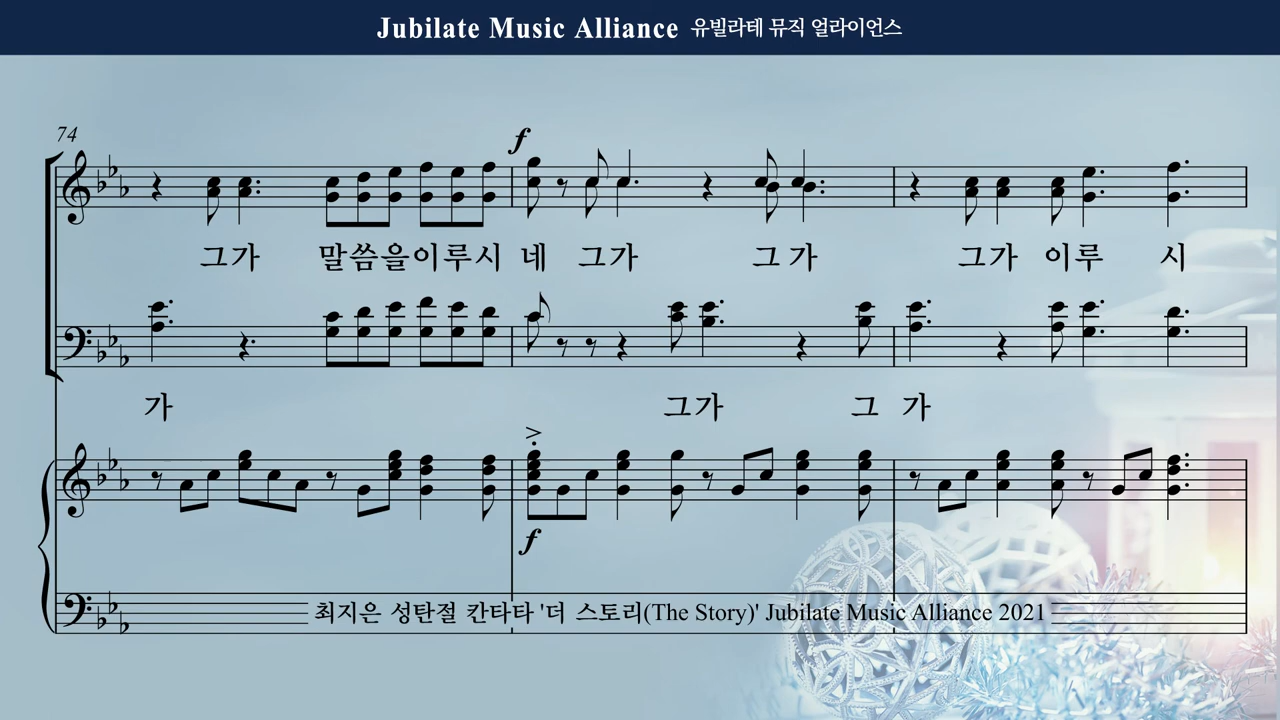 Jubilate Music Alliance 유빌라테 뮤직 얼라이언스
74
f
그가 말씀을이루시 네 그가 그 가 그가 이루 시
가 그가 그 가
f
최지은 성탄절 칸타타 '더 스토리(The Story)' Jubilate Music Alliance 2021